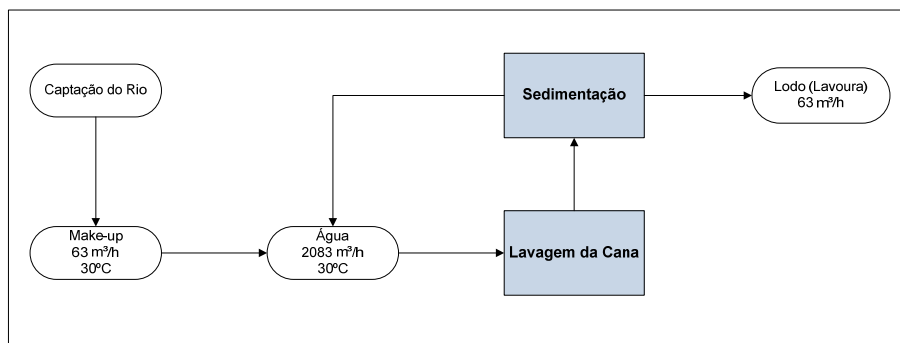 Captação do Rio
Sedimentação
Lodo (Lavoura)
63 m³/h
Make-up
63 m³/h
30ºC
Água
2083 m³/h
30ºC
Lavagem da Cana